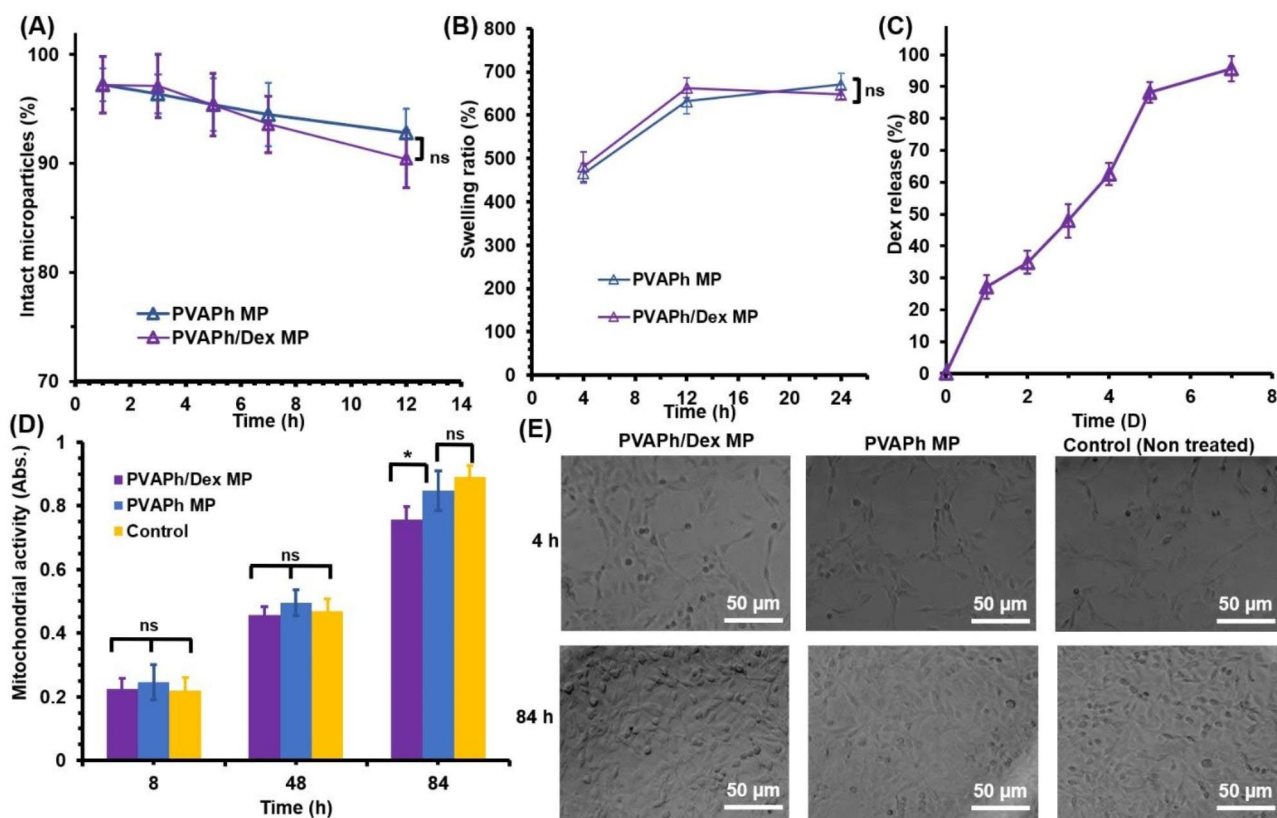 (A)
100
90
80
70
Intact microparticles (%)
PVAPh MP
PVAPh/Dex MP
ns
0 2 4 6 8 10 12 14
Time (h)
(B)
800
700
600
500
400
300
200
100
0
Swelling ratio (%)
PVAPh MP
PVAPh/Dex MP
ns
0 4 8 12 16 20 24
Time (h)
(C)
100
90
80
70
60
50
40
30
20
10
0
Dex release (%)
0 2 4 6 8
Time (D)
(D)
1
0.8
0.6
0.4
0.2
0
Mitochondrial activity (Abs.)
PVAPh/Dex MP
PVAPh MP
Control
ns
ns
*
ns
8 48 84
Time (h)
(E)
PVAPh/Dex MP PVAPh MP Control (Non treated)
4 h
50 µm 50 µm 50 µm
84 h
50 µm 50 µm 50 µm